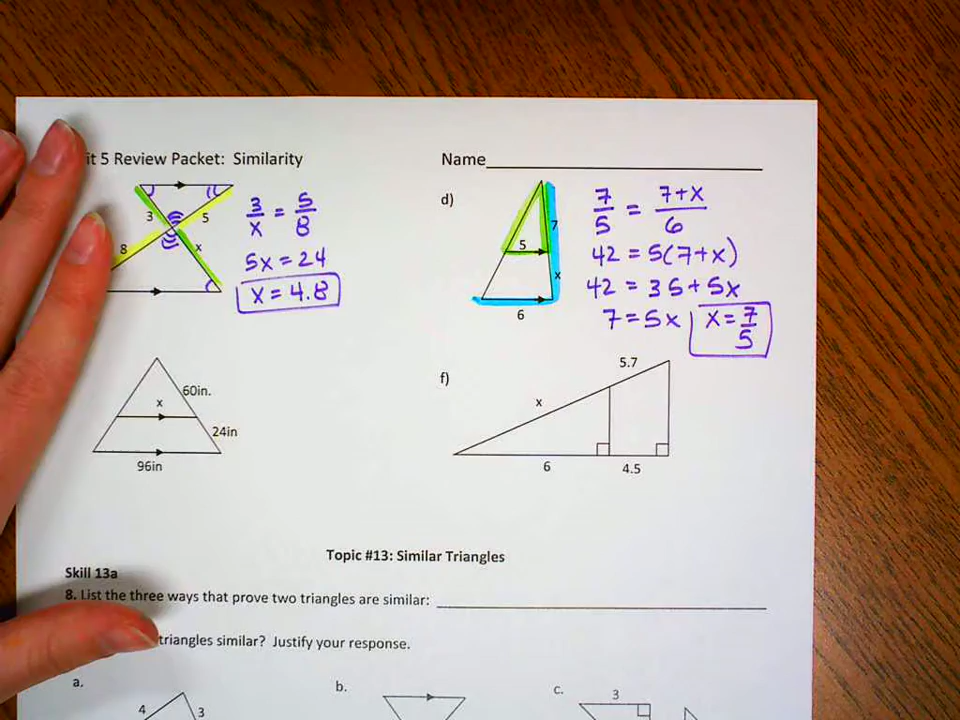 it 5 Review Packet: Similarity
Name
3
5
8
x
3/x = 5/8
5x = 24
x = 4.8
d)
7
5
x
6
7/5 = 7+x/6
42 = 5(7+x)
42 = 35+5x
7 = 5x
x = 7/5
60in.
x
24in
96in
f)
5.7
x
6
4.5
Topic #13: Similar Triangles
Skill 13a
8. List the three ways that prove two triangles are similar:
triangles similar? Justify your response.
a.
4
3
b.
c.
3